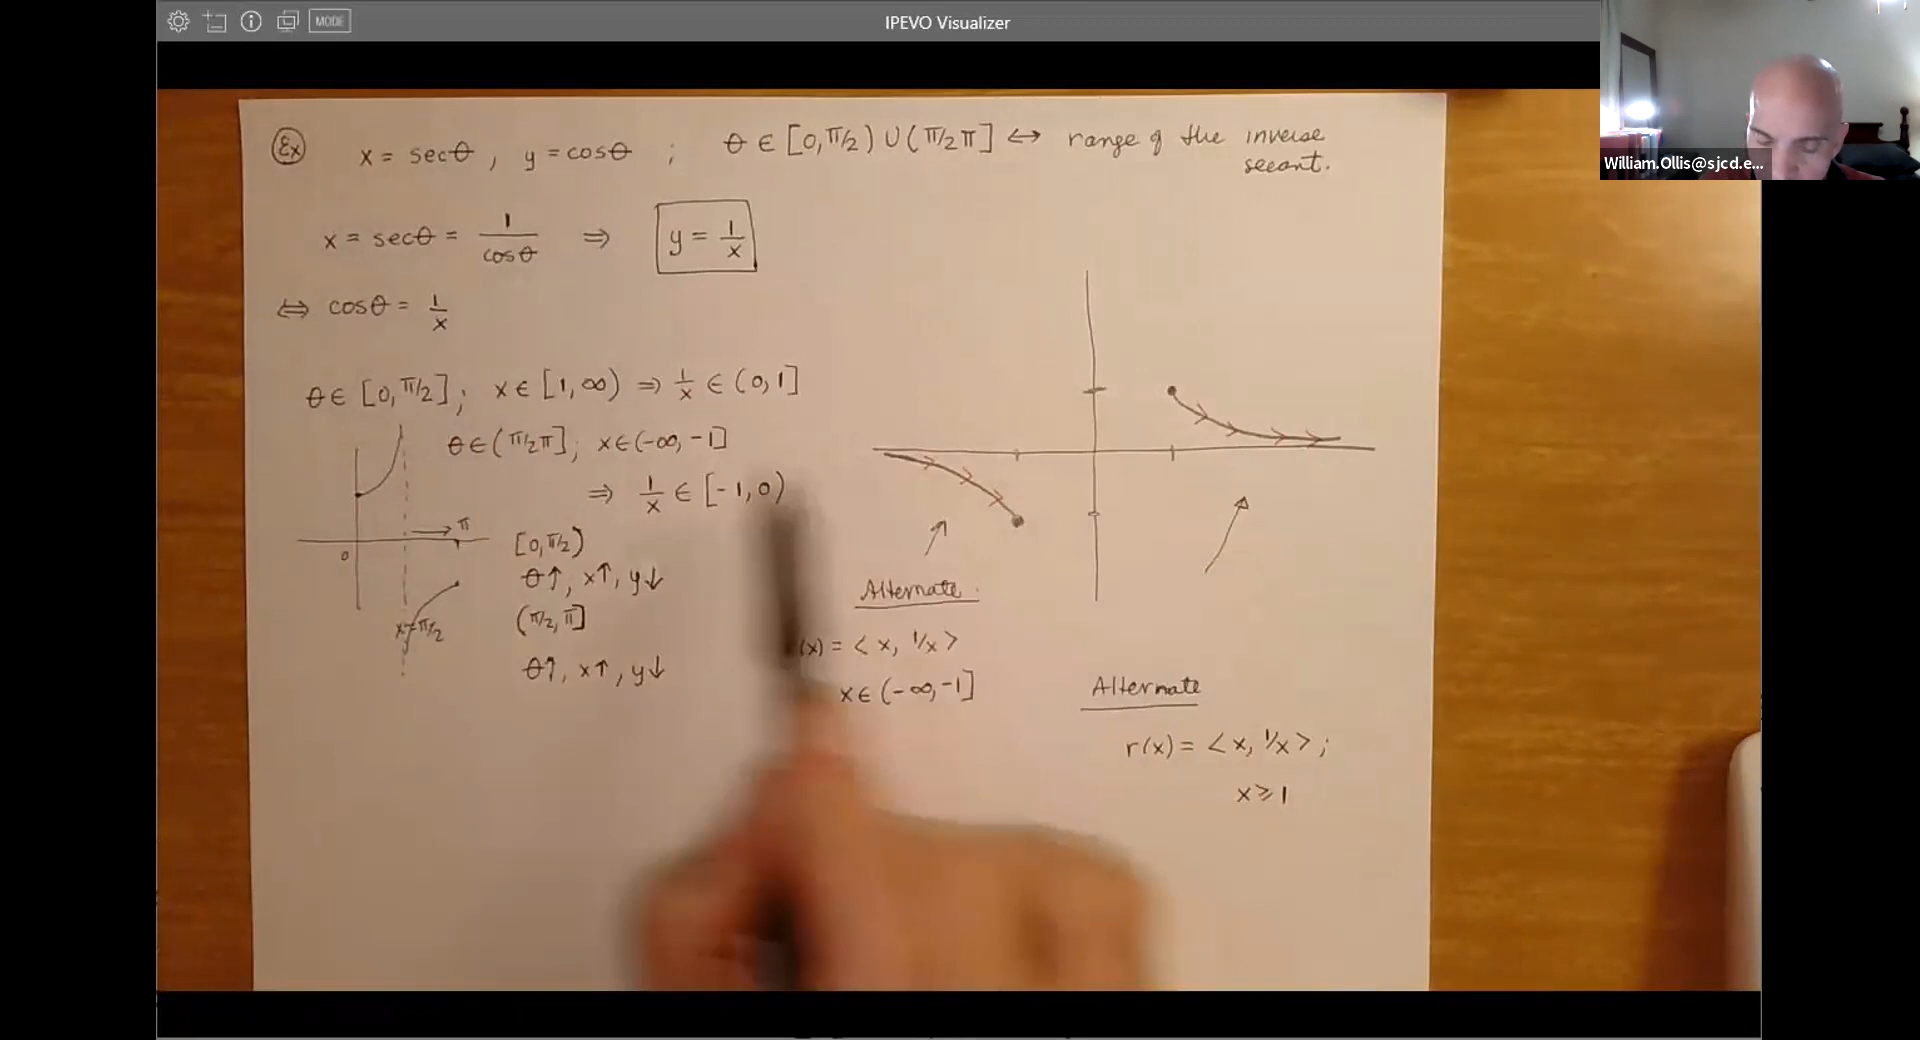 MODE
IPEVO Visualizer
William.Ollis@sjcd.e...
Ex x = secθ , y = cosθ ; θ ∈ [0, π/2) ∪ (π/2 π] ↔ range of the inverse
secant.
x = secθ = 1/cosθ ⇒ y = 1/x
⇔ cosθ = 1/x
θ ∈ [0, π/2] ; x ∈ [1, ∞) ⇒ 1/x ∈ (0, 1]
θ ∈ (π/2 π] ; x ∈ (-∞, -1]
⇒ 1/x ∈ [-1, 0)
π
0
x = π/2
[0, π/2)
θ↑, x↑, y↓
(π/2, π]
θ↑, x↑, y↓
Alternate
(x) = < x, 1/x >
x ∈ (-∞, -1]
Alternate
r(x) = < x, 1/x > ;
x ≥ 1